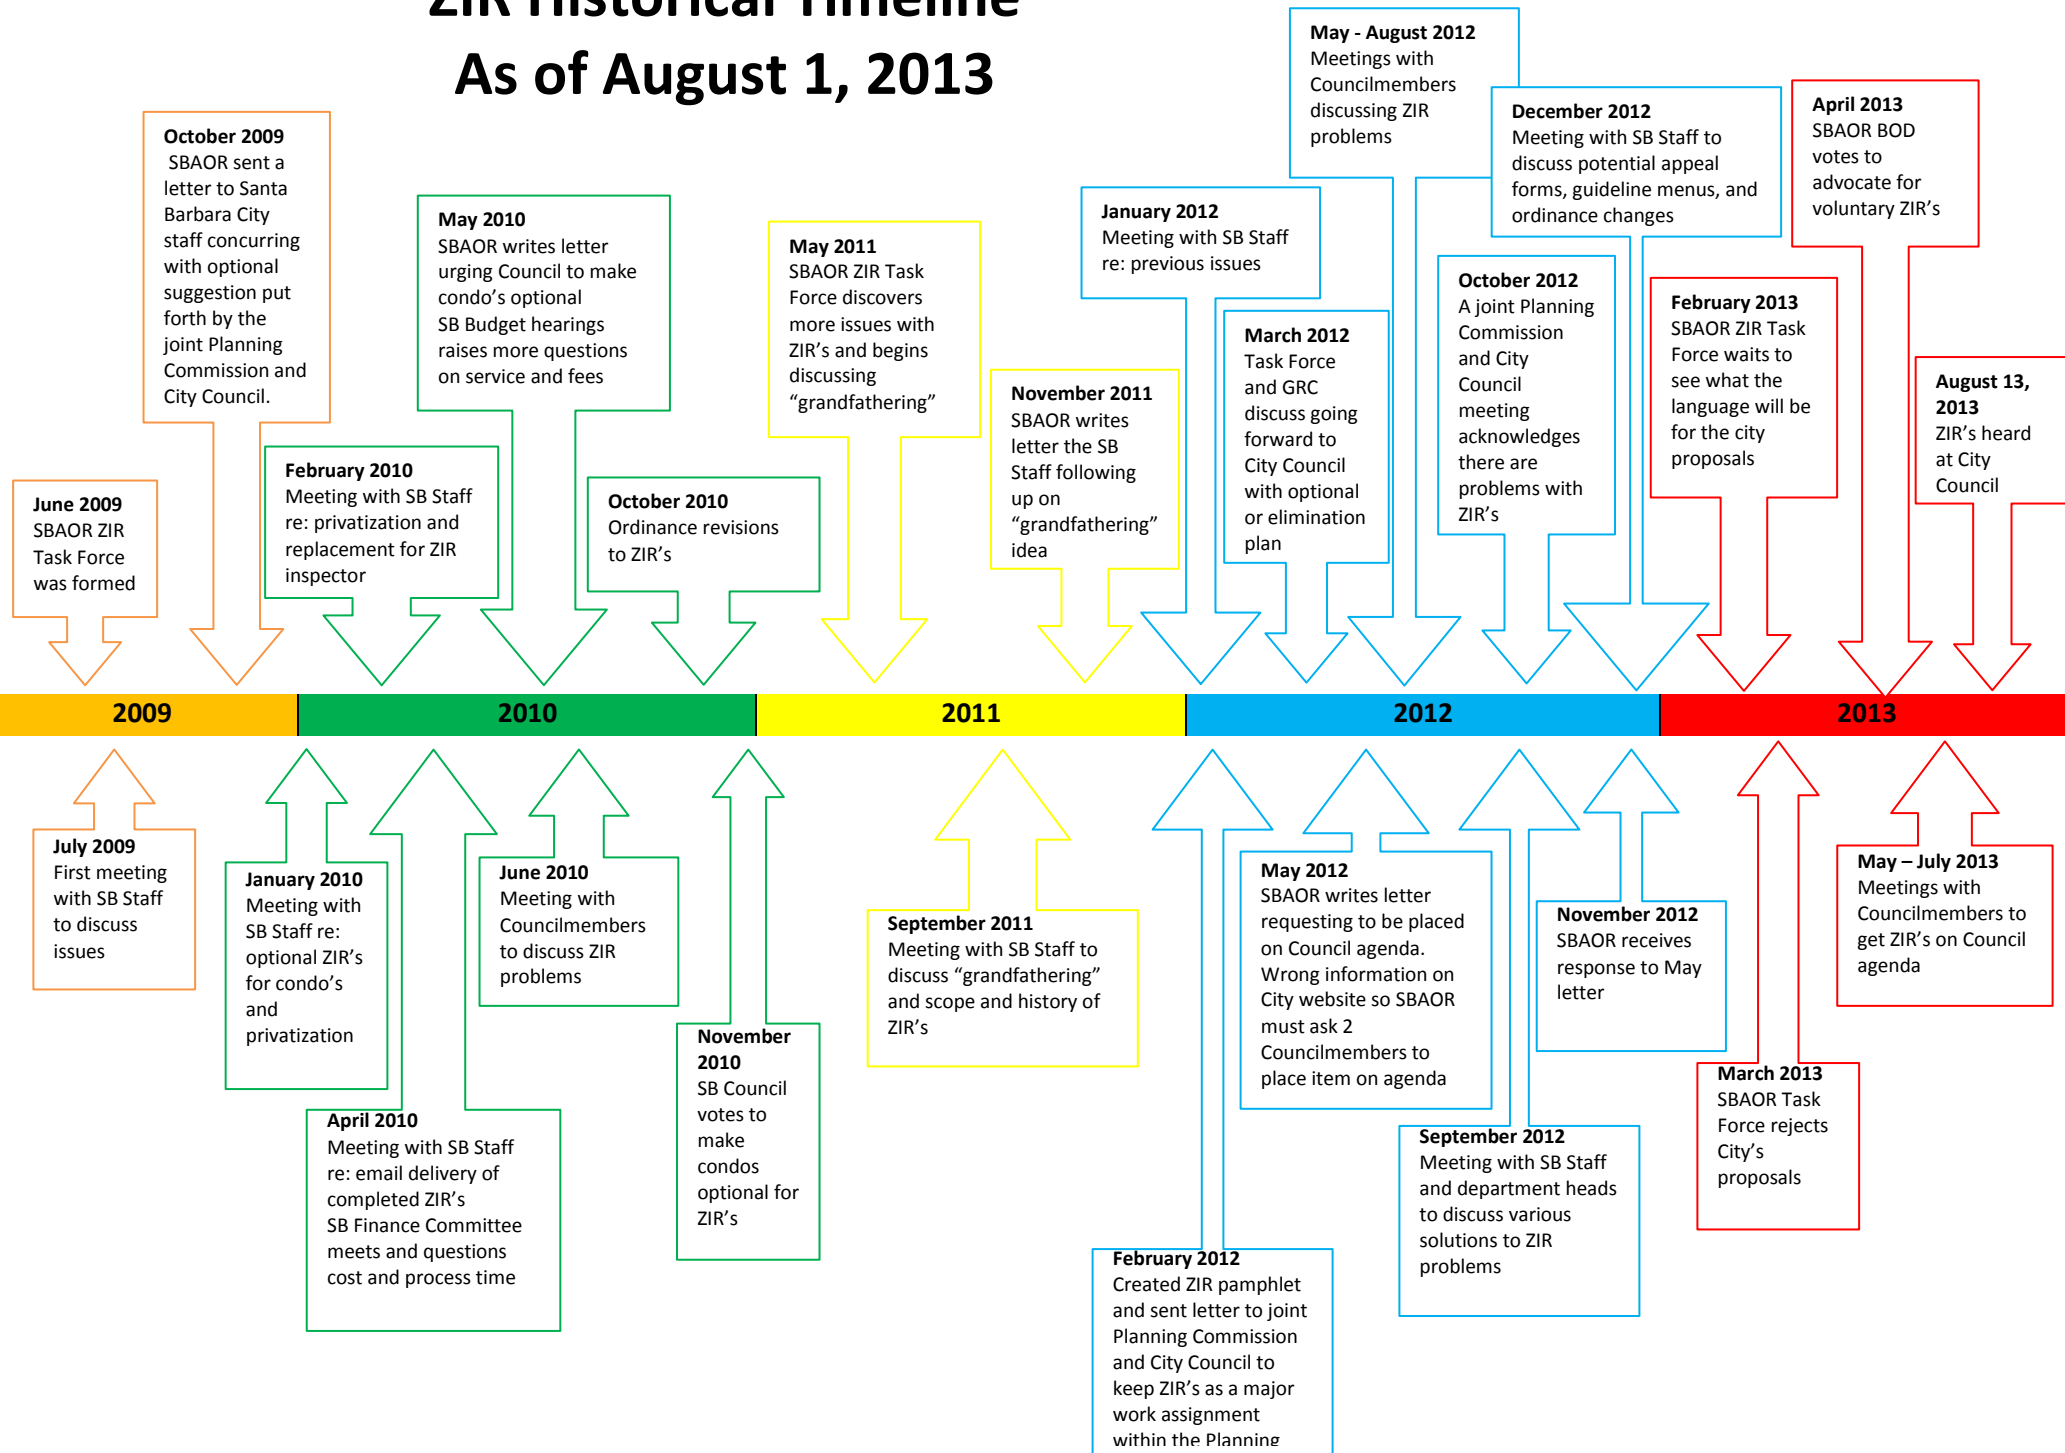 ZIR Historical Timeline
As of August 1, 2013
May - August 2012
Meetings with
Councilmembers
discussing ZIR
problems
December 2012
Meeting with SB Staff to
discuss potential appeal
forms, guideline menus, and
ordinance changes
April 2013
SBAOR BOD
votes to
advocate for
voluntary ZIR's
October 2009
SBAOR sent a
letter to Santa
Barbara City
staff concurring
with optional
suggestion put
forth by the
joint Planning
Commission and
City Council.
May 2010
SBAOR writes letter
urging Council to make
condo's optional
SB Budget hearings
raises more questions
on service and fees
May 2011
SBAOR ZIR Task
Force discovers
more issues with
ZIR's and begins
discussing
“grandfathering”
January 2012
Meeting with SB Staff
re: previous issues
October 2012
A joint Planning
Commission
and City
Council
meeting
acknowledges
there are
problems with
ZIR's
February 2013
SBAOR ZIR Task
Force waits to
see what the
language will be
for the city
proposals
March 2012
Task Force
and GRC
discuss going
forward to
City Council
with optional
or elimination
plan
August 13,
2013
ZIR's heard
at City
Council
November 2011
SBAOR writes
letter the SB
Staff following
up on
“grandfathering”
idea
June 2009
SBAOR ZIR
Task Force
was formed
February 2010
Meeting with SB Staff
re: privatization and
replacement for ZIR
inspector
October 2010
Ordinance revisions
to ZIR's
2009 2010 2011 2012 2013
July 2009
First meeting
with SB Staff
to discuss
issues
January 2010
Meeting with
SB Staff re:
optional ZIR's
for condo's
and
privatization
June 2010
Meeting with
Councilmembers
to discuss ZIR
problems
September 2011
Meeting with SB Staff to
discuss “grandfathering”
and scope and history of
ZIR's
May 2012
SBAOR writes letter
requesting to be placed
on Council agenda.
Wrong information on
City website so SBAOR
must ask 2
Councilmembers to
place item on agenda
November 2012
SBAOR receives
response to May
letter
May – July 2013
Meetings with
Councilmembers to
get ZIR's on Council
agenda
November
2010
SB Council
votes to
make
condos
optional for
ZIR's
March 2013
SBAOR Task
Force rejects
City's
proposals
April 2010
Meeting with SB Staff
re: email delivery of
completed ZIR's
SB Finance Committee
meets and questions
cost and process time
September 2012
Meeting with SB Staff
and department heads
to discuss various
solutions to ZIR
problems
February 2012
Created ZIR pamphlet
and sent letter to joint
Planning Commission
and City Council to
keep ZIR's as a major
work assignment
within the Planning